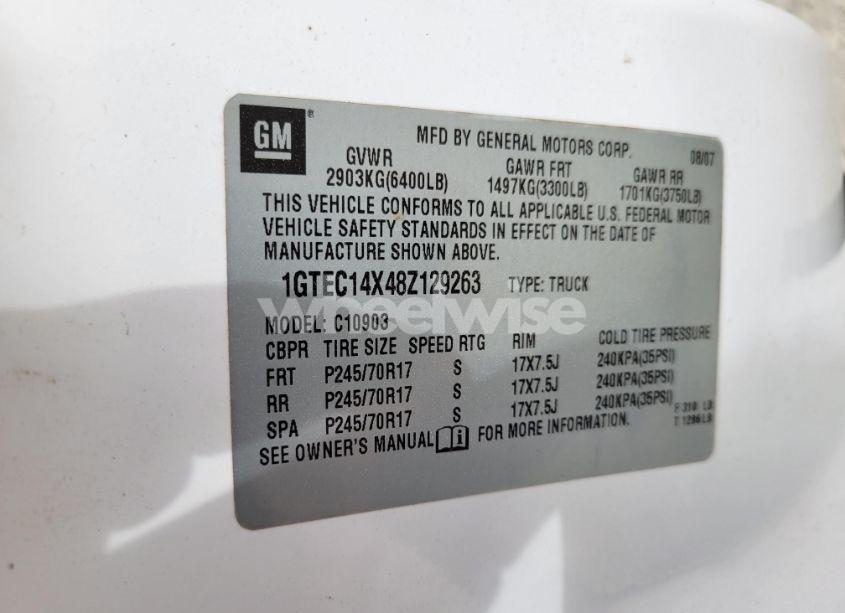 GM®
MFD BY GENERAL MOTORS CORP. 08/07
GVWR GAWR FRT GAWR RR
2903KG(6400LB) 1497KG(3300LB) 1701KG(3750LB)
THIS VEHICLE CONFORMS TO ALL APPLICABLE U.S. FEDERAL MOTOR
VEHICLE SAFETY STANDARDS IN EFFECT ON THE DATE OF
MANUFACTURE SHOWN ABOVE.
1GTEC14X48Z129263 TYPE: TRUCK
wheelwise
MODEL: C10903
CBPR TIRE SIZE SPEED RTG RIM COLD TIRE PRESSURE
FRT P245/70R17 S 17X7.5J 240KPA(35PSI)
RR P245/70R17 S 17X7.5J 240KPA(35PSI)
SPA P245/70R17 S 17X7.5J 240KPA(35PSI)
F:310 LB
T:1286LB
SEE OWNER'S MANUAL FOR MORE INFORMATION.